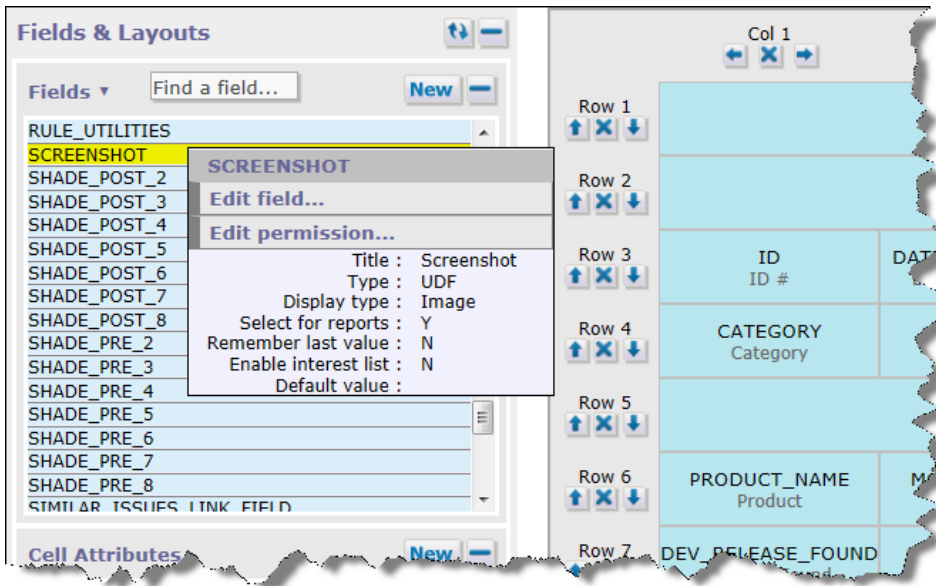 Fields & Layouts
Fields
Find a field...
New
RULE_UTILITIES
SCREENSHOT
SHADE_POST_2
SHADE_POST_3
SHADE_POST_4
SHADE_POST_5
SHADE_POST_6
SHADE_POST_7
SHADE_POST_8
SHADE_PRE_2
SHADE_PRE_3
SHADE_PRE_4
SHADE_PRE_5
SHADE_PRE_6
SHADE_PRE_7
SHADE_PRE_8
SIMILAR_ISSUES_LINK_FIELD
Cell Attributes
New
SCREENSHOT
Edit field...
Edit permission...
Title : Screenshot
Type : UDF
Display type : Image
Select for reports : Y
Remember last value : N
Enable interest list : N
Default value :
Col 1
Row 1
Row 2
Row 3
ID
ID #
Row 4
CATEGORY
Category
Row 5
Row 6
PRODUCT_NAME
Product
Row 7
DEV_RELEASE_FOUND